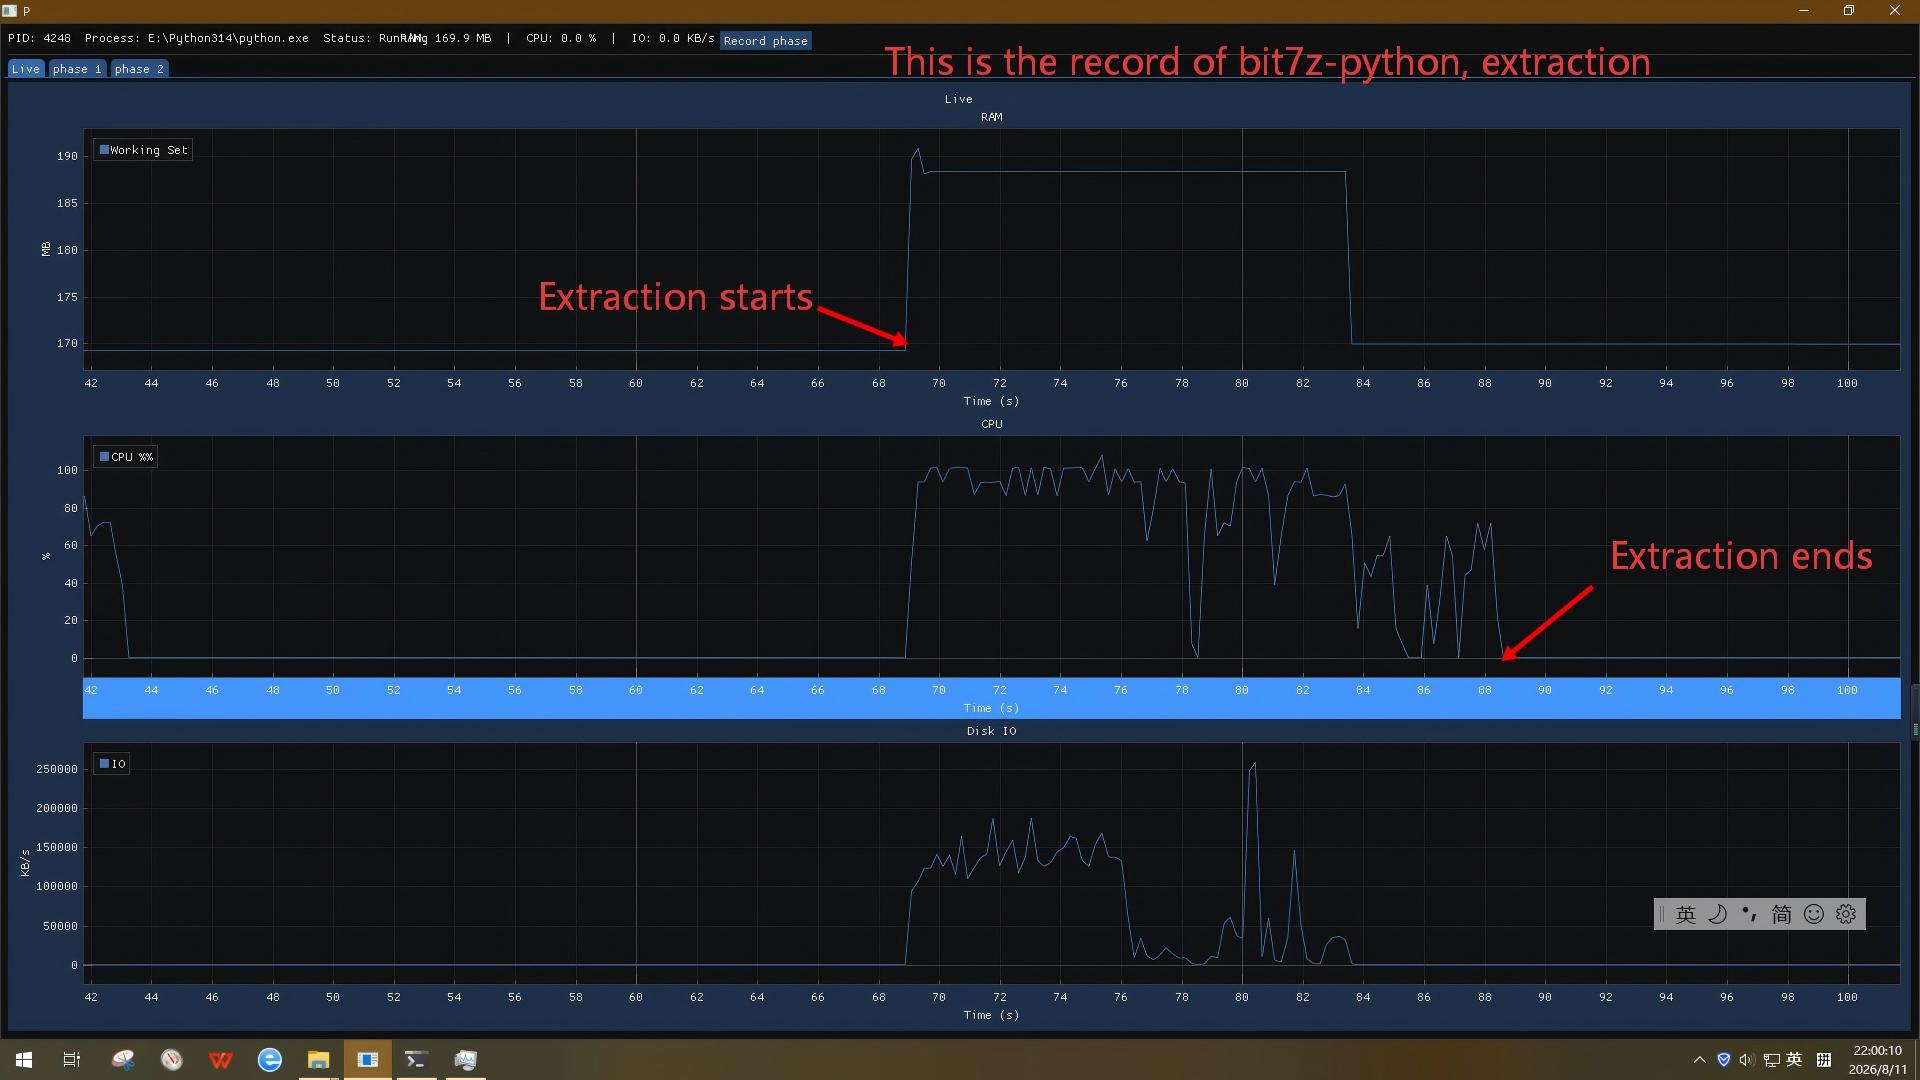 P
PID: 4248 Process: E:\Python314\python.exe Status: Running RAM: 169.9 MB | CPU: 0.0 % | IO: 0.0 KB/s Record phase
This is the record of bit7z-python, extraction
Live phase 1 phase 2
Live
RAM
Working Set
190
185
180
175
170
MB
Extraction starts
42 44 46 48 50 52 54 56 58 60 62 64 66 68 70 72 74 76 78 80 82 84 86 88 90 92 94 96 98 100
Time (s)
CPU
CPU %%
100
80
60
40
20
0
%
Extraction ends
42 44 46 48 50 52 54 56 58 60 62 64 66 68 70 72 74 76 78 80 82 84 86 88 90 92 94 96 98 100
Time (s)
Disk IO
IO
250000
200000
150000
100000
50000
0
KB/s
英 简
42 44 46 48 50 52 54 56 58 60 62 64 66 68 70 72 74 76 78 80 82 84 86 88 90 92 94 96 98 100
Time (s)
英 拼
22:00:10
2026/8/11